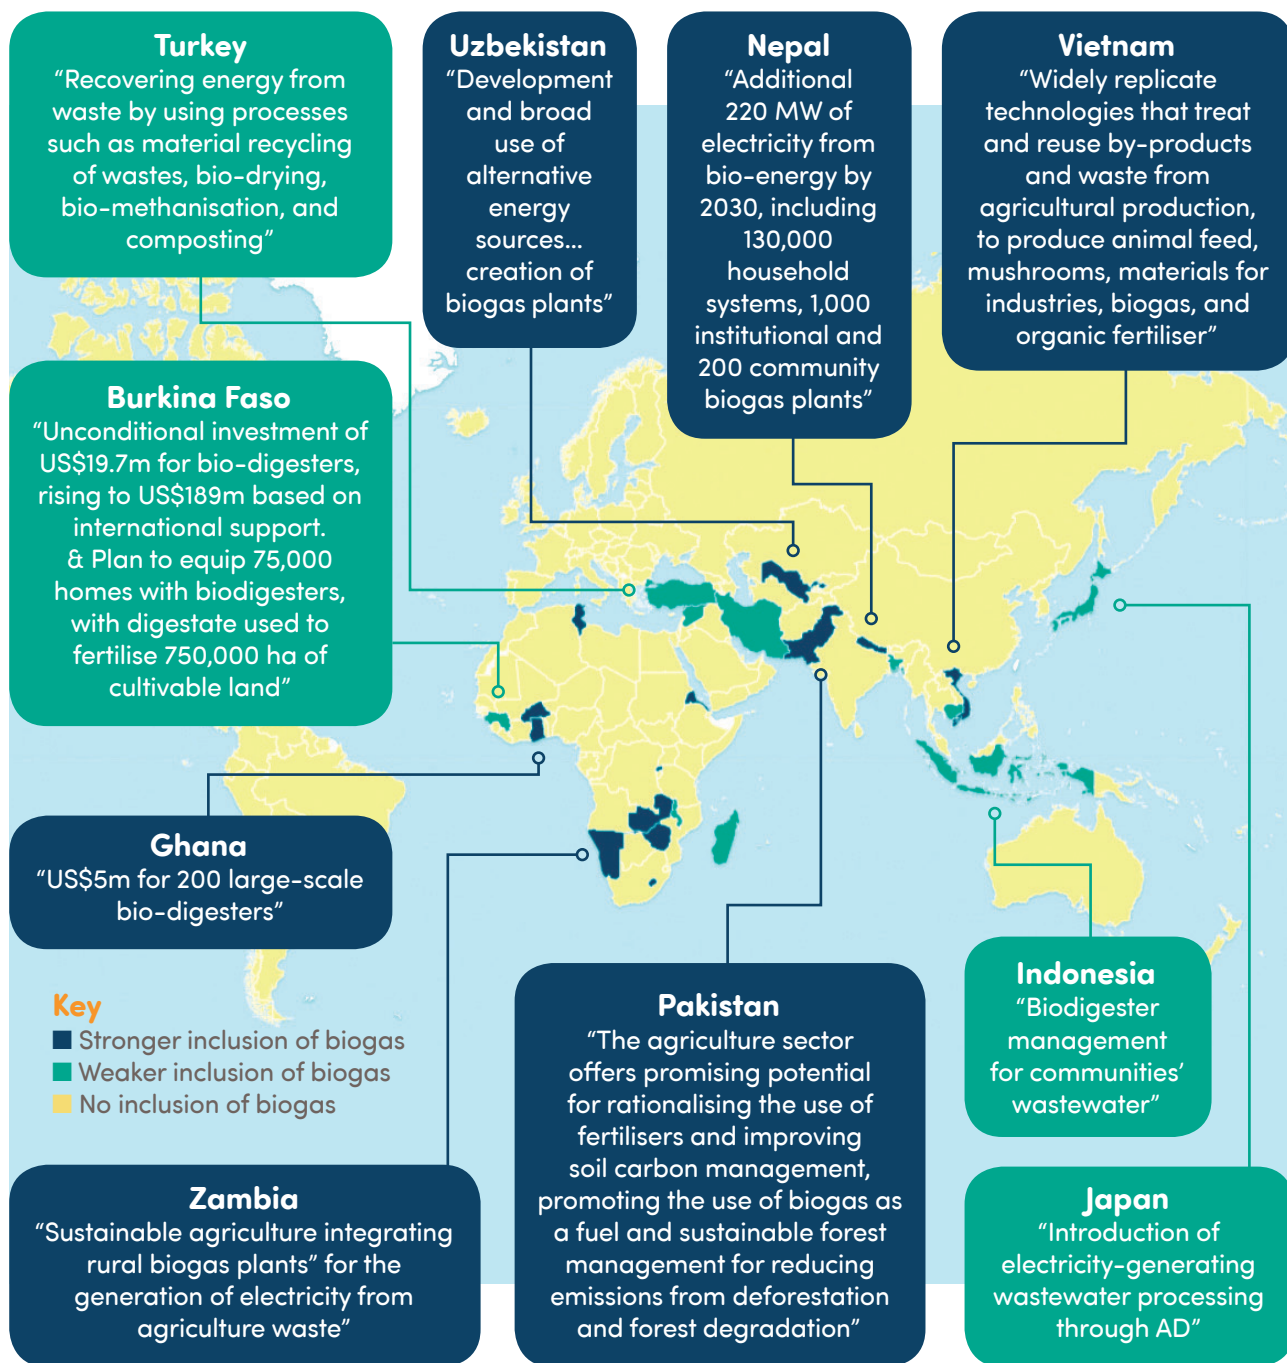 Turkey
“Recovering energy from
waste by using processes
such as material recycling
of wastes, bio-drying,
bio-methanisation, and
composting”
Uzbekistan
“Development
and broad
use of
alternative
energy
sources...
creation of
biogas plants”
Nepal
“Additional
220 MW of
electricity from
bio-energy by
2030, including
130,000
household
systems, 1,000
institutional and
200 community
biogas plants”
Vietnam
“Widely replicate
technologies that treat
and reuse by-products
and waste from
agricultural production,
to produce animal feed,
mushrooms, materials for
industries, biogas, and
organic fertiliser”
Burkina Faso
“Unconditional investment of
US$19.7m for bio-digesters,
rising to US$189m based on
international support.
& Plan to equip 75,000
homes with biodigesters,
with digestate used to
fertilise 750,000 ha of
cultivable land”
Ghana
“US$5m for 200 large-scale
bio-digesters”
Key
Stronger inclusion of biogas
Weaker inclusion of biogas
No inclusion of biogas
Zambia
“Sustainable agriculture integrating
rural biogas plants” for the
generation of electricity from
agriculture waste”
Pakistan
“The agriculture sector
offers promising potential
for rationalising the use of
fertilisers and improving
soil carbon management,
promoting the use of biogas as
a fuel and sustainable forest
management for reducing
emissions from deforestation
and forest degradation”
Indonesia
“Biodigester
management
for communities’
wastewater”
Japan
“Introduction of
electricity-generating
wastewater processing
through AD”